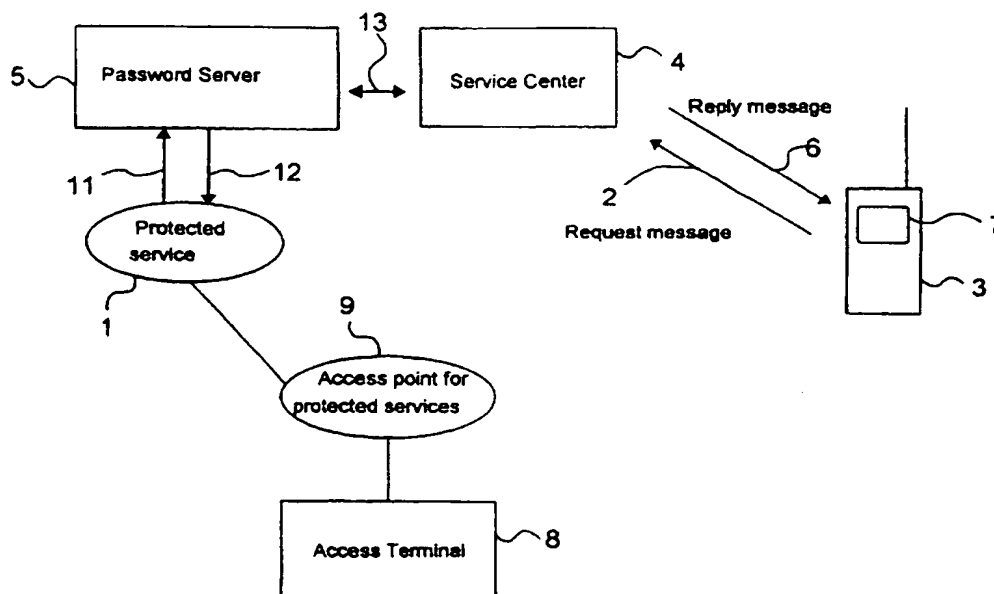 13
5
Password Server
4
Service Center
Reply message
6
11
12
2
Request message
7
3
Protected
service
1
9
Access point for
protected services
Access Terminal
8